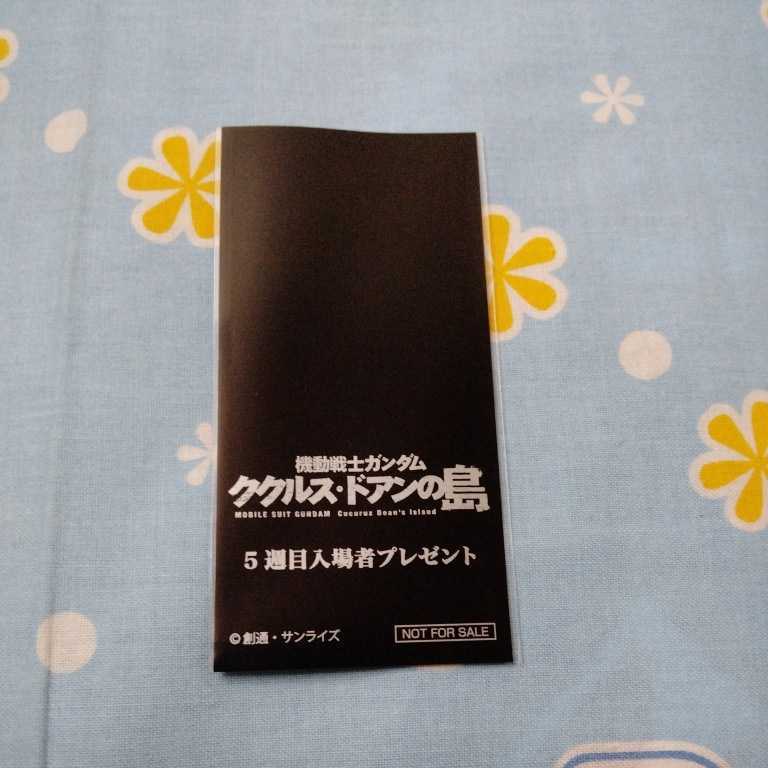 機動戦士ガンダム
ククルス・ドアンの島
MOBILE SUIT GUNDAM Cucuruz Doan's Island
5週目入場者プレゼント
©創通・サンライズ
NOT FOR SALE